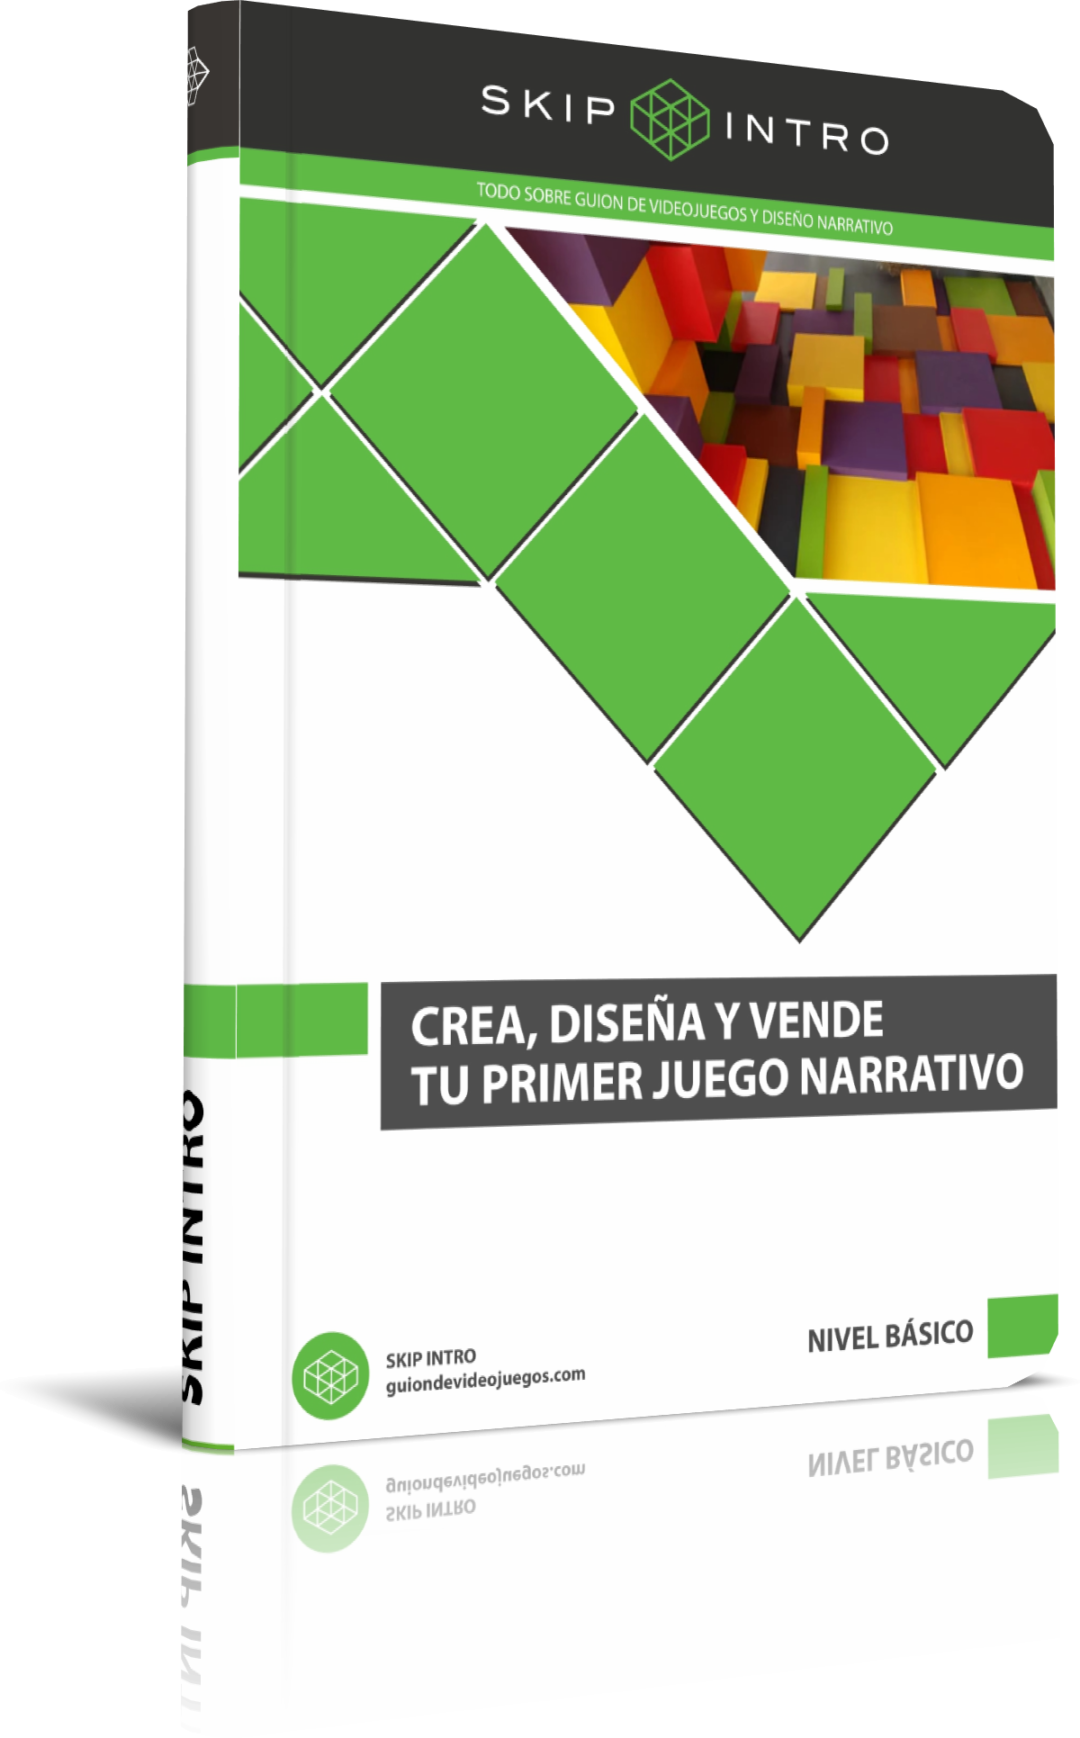 SKIP INTRO
TODO SOBRE GUION DE VIDEOJUEGOS Y DISEÑO NARRATIVO
CREA, DISEÑA Y VENDE
TU PRIMER JUEGO NARRATIVO
NIVEL BÁSICO
SKIP INTRO
guiondevideojuegos.com
SKIP INTRO